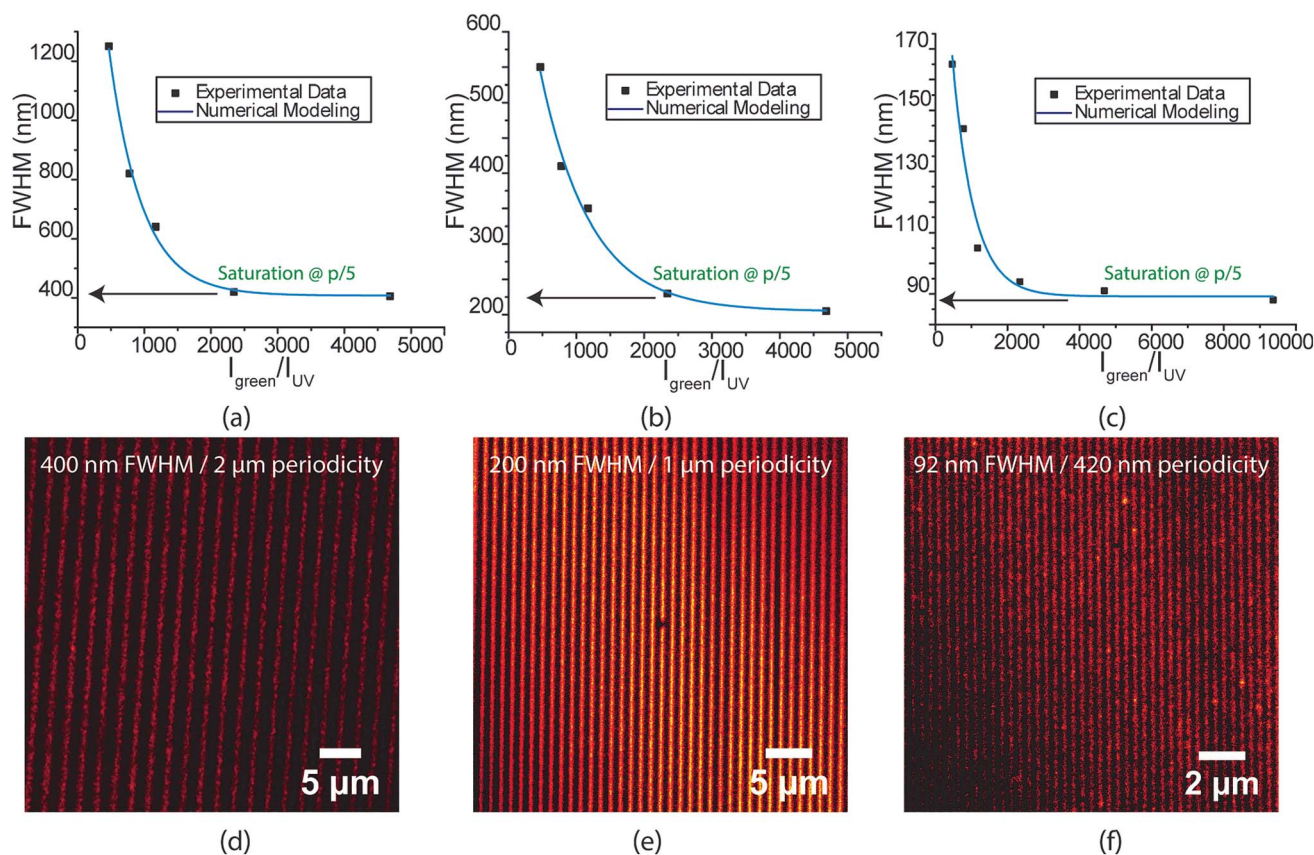 1200
1000
800
600
400
FWHM (nm)
Experimental Data
Numerical Modeling
Saturation @ p/5
0 1000 2000 3000 4000 5000
Igreen/IUV
(a)
600
550
500
450
400
350
300
250
200
FWHM (nm)
Experimental Data
Numerical Modeling
Saturation @ p/5
0 1000 2000 3000 4000 5000
Igreen/IUV
(b)
170
150
130
110
90
FWHM (nm)
Experimental Data
Numerical Modeling
Saturation @ p/5
0 2000 4000 6000 8000 10000
Igreen/IUV
(c)
400 nm FWHM / 2 μm periodicity
5 μm
(d)
200 nm FWHM / 1 μm periodicity
5 μm
(e)
92 nm FWHM / 420 nm periodicity
2 μm
(f)